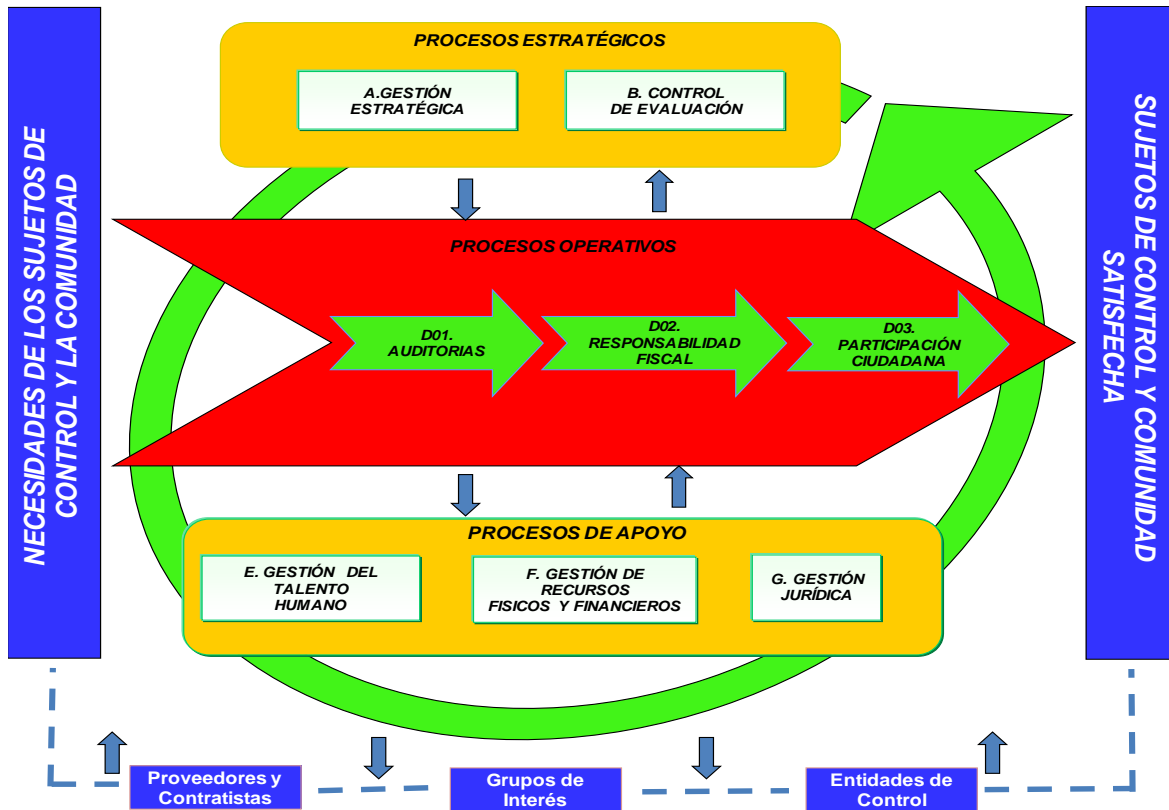 NECESIDADES DE LOS SUJETOS DE
CONTROL Y LA COMUNIDAD
PROCESOS ESTRATÉGICOS
A.GESTIÓN
ESTRATÉGICA
B. CONTROL
DE EVALUACIÓN
PROCESOS OPERATIVOS
D01.
AUDITORIAS
D02.
RESPONSABILIDAD
FISCAL
D03.
PARTICIPACIÓN
CIUDADANA
PROCESOS DE APOYO
E. GESTIÓN DEL
TALENTO
HUMANO
F. GESTIÓN DE
RECURSOS
FISICOS Y FINANCIEROS
G. GESTIÓN
JURÍDICA
SUJETOS DE CONTROL Y COMUNIDAD
SATISFECHA
Proveedores y
Contratistas
Grupos de
Interés
Entidades de
Control